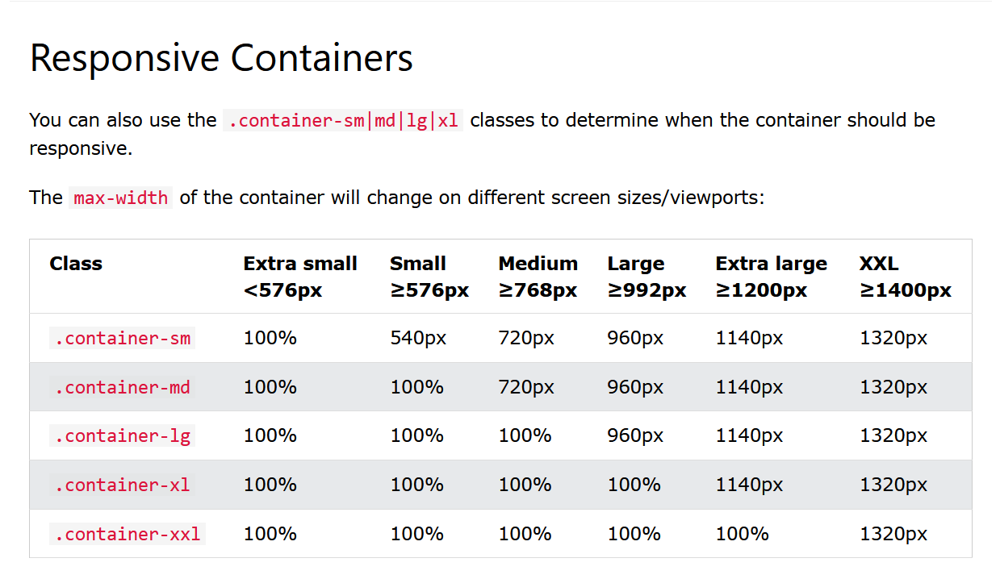 Responsive Containers
You can also use the .container-sm|md|lg|xl classes to determine when the container should be
responsive.
The max-width of the container will change on different screen sizes/viewports:
Class Extra small Small Medium Large Extra large XXL
<576px ≥576px ≥768px ≥992px ≥1200px ≥1400px
.container-sm 100% 540px 720px 960px 1140px 1320px
.container-md 100% 100% 720px 960px 1140px 1320px
.container-lg 100% 100% 100% 960px 1140px 1320px
.container-xl 100% 100% 100% 100% 1140px 1320px
.container-xxl 100% 100% 100% 100% 100% 1320px